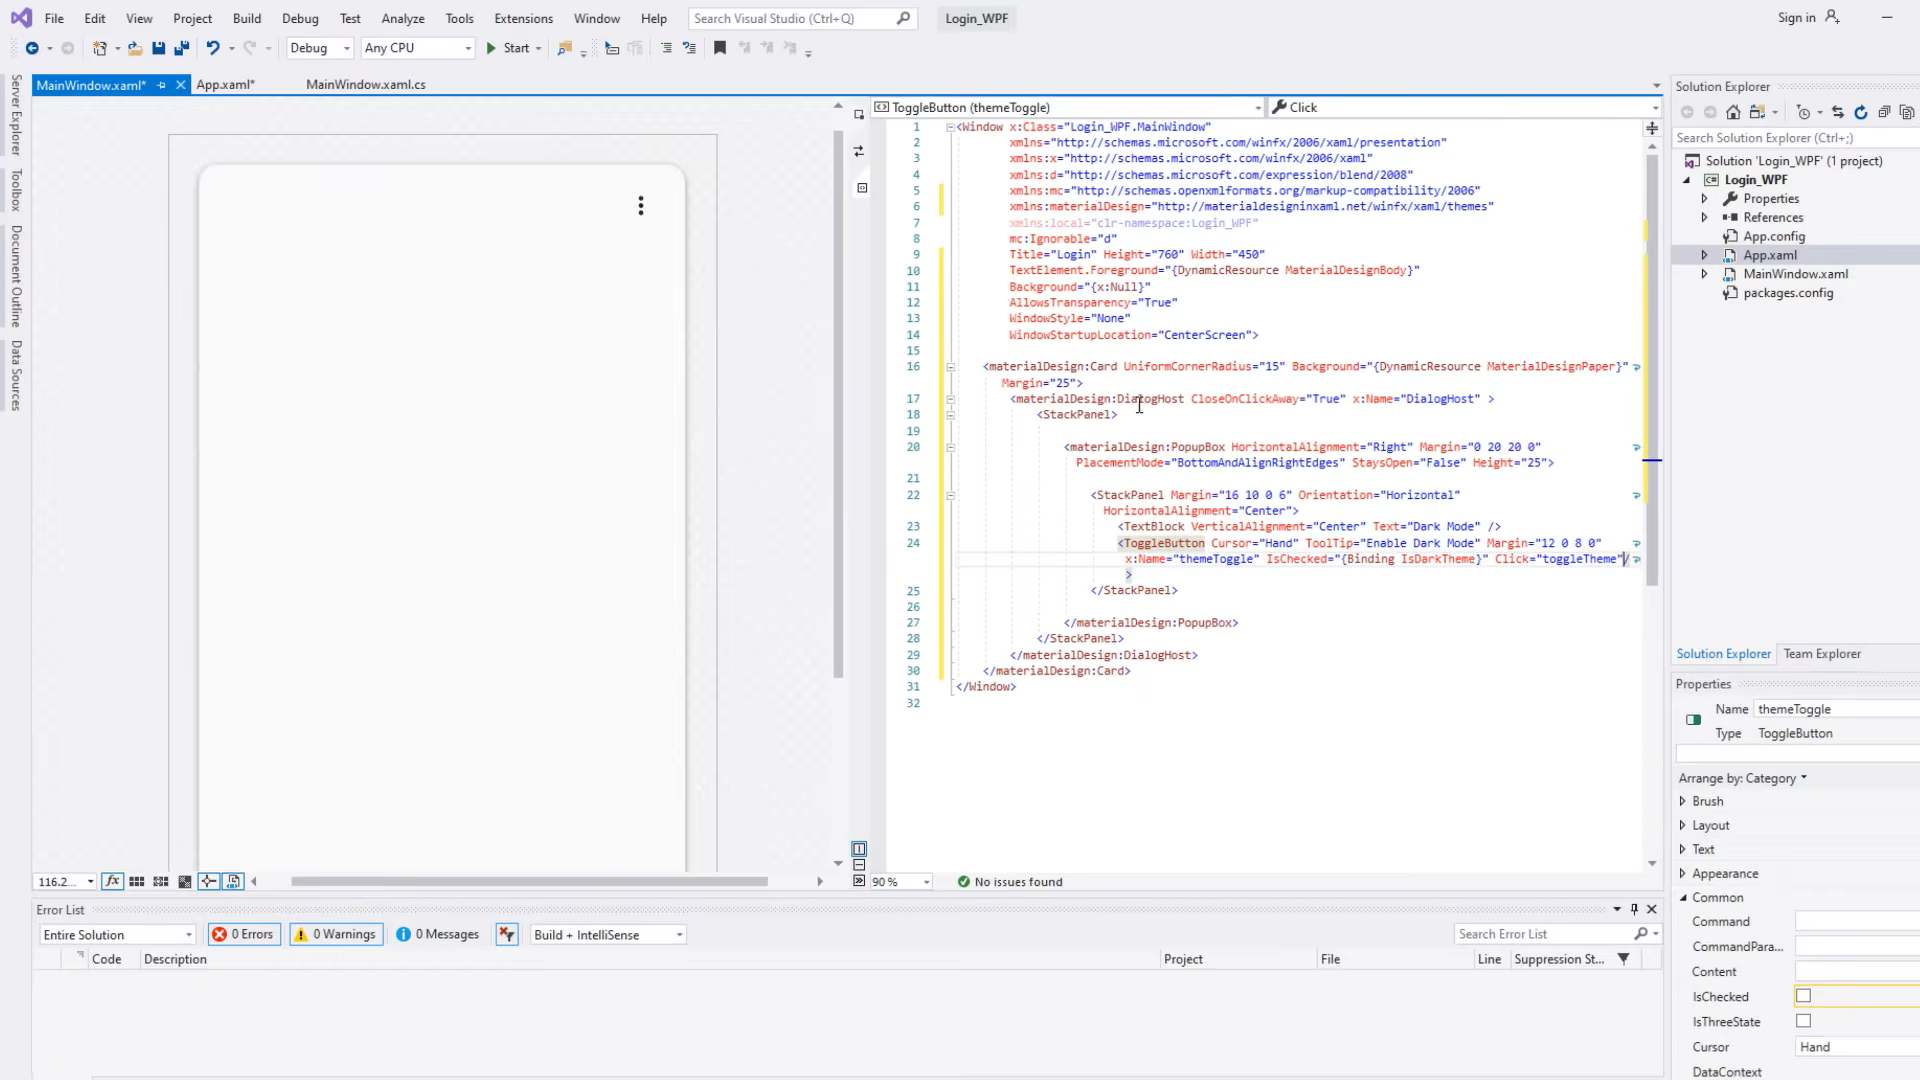 File Edit View Project Build Debug Test Analyze Tools Extensions Window Help Search Visual Studio (Ctrl+Q) Login_WPF Sign in
Debug Any CPU Start
MainWindow.xaml* App.xaml* MainWindow.xaml.cs
Server Explorer
Toolbox
Document Outline
Data Sources
ToggleButton (themeToggle) Click
1 <Window x:Class="Login_WPF.MainWindow"
2 xmlns="http://schemas.microsoft.com/winfx/2006/xaml/presentation"
3 xmlns:x="http://schemas.microsoft.com/winfx/2006/xaml"
4 xmlns:d="http://schemas.microsoft.com/expression/blend/2008"
5 xmlns:mc="http://schemas.openxmlformats.org/markup-compatibility/2006"
6 xmlns:materialDesign="http://materialdesigninxaml.net/winfx/xaml/themes"
7 xmlns:local="clr-namespace:Login_WPF"
8 mc:Ignorable="d"
9 Title="Login" Height="760" Width="450"
10 TextElement.Foreground="{DynamicResource MaterialDesignBody}"
11 Background="{x:Null}"
12 AllowsTransparency="True"
13 WindowStyle="None"
14 WindowStartupLocation="CenterScreen">
15
16 <materialDesign:Card UniformCornerRadius="15" Background="{DynamicResource MaterialDesignPaper}"
Margin="25">
17 <materialDesign:DialogHost CloseOnClickAway="True" x:Name="DialogHost" >
18 <StackPanel>
19
20 <materialDesign:PopupBox HorizontalAlignment="Right" Margin="0 20 20 0"
PlacementMode="BottomAndAlignRightEdges" StaysOpen="False" Height="25">
21
22 <StackPanel Margin="16 10 0 6" Orientation="Horizontal"
HorizontalAlignment="Center">
23 <TextBlock VerticalAlignment="Center" Text="Dark Mode" />
24 <ToggleButton Cursor="Hand" ToolTip="Enable Dark Mode" Margin="12 0 8 0"
x:Name="themeToggle" IsChecked="{Binding IsDarkTheme}" Click="toggleTheme"/
>
25 </StackPanel>
26
27 </materialDesign:PopupBox>
28 </StackPanel>
29 </materialDesign:DialogHost>
30 </materialDesign:Card>
31 </Window>
32
116.2...
90 % No issues found
Solution Explorer
Search Solution Explorer (Ctrl+;)
Solution 'Login_WPF' (1 project)
Login_WPF
Properties
References
App.config
App.xaml
MainWindow.xaml
packages.config
Solution Explorer Team Explorer
Properties
Name themeToggle
Type ToggleButton
Arrange by: Category
Brush
Layout
Text
Appearance
Common
Command
CommandPara...
Content
IsChecked
IsThreeState
Cursor Hand
DataContext
Error List
Entire Solution 0 Errors 0 Warnings 0 Messages Build + IntelliSense Search Error List
Code Description Project File Line Suppression St...